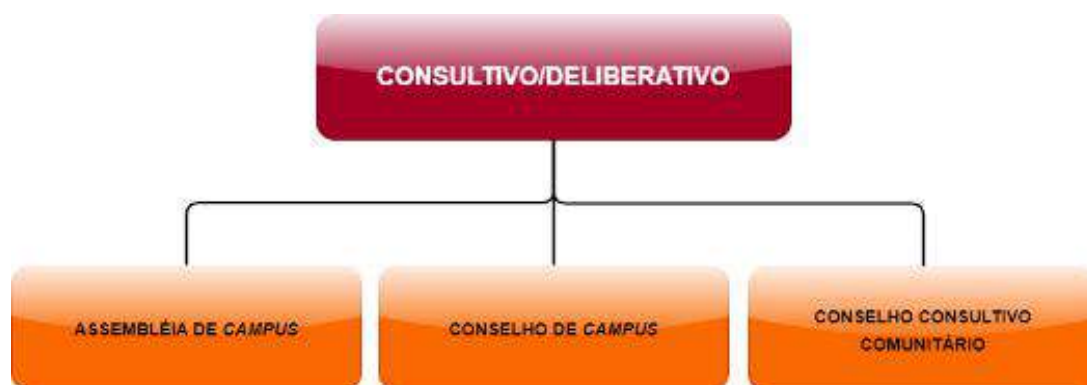 CONSULTIVO/DELIBERATIVO
ASSEMBLÉIA DE CAMPUS
CONSELHO DE CAMPUS
CONSELHO CONSULTIVO
COMUNITÁRIO